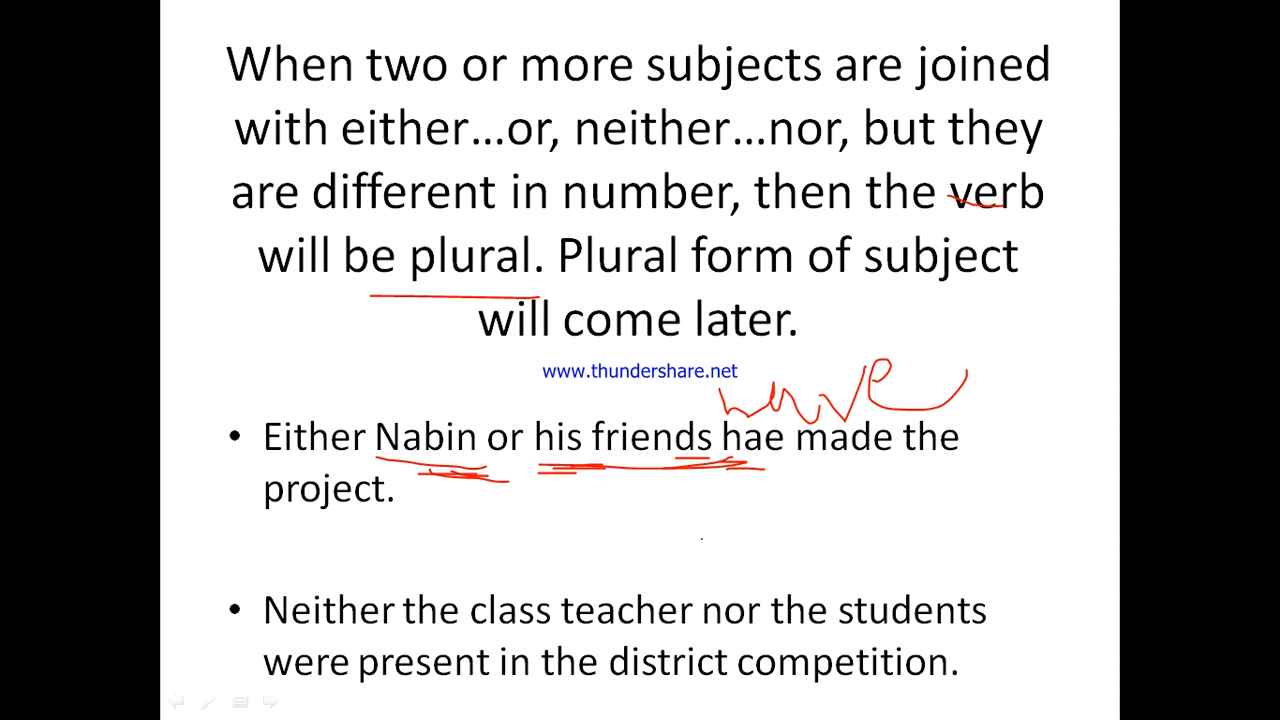 When two or more subjects are joined
with either...or, neither...nor, but they
are different in number, then the verb
will be plural. Plural form of subject
will come later.
www.thundershare.net
• Either Nabin or his friends hae made the
project.
• Neither the class teacher nor the students
were present in the district competition.